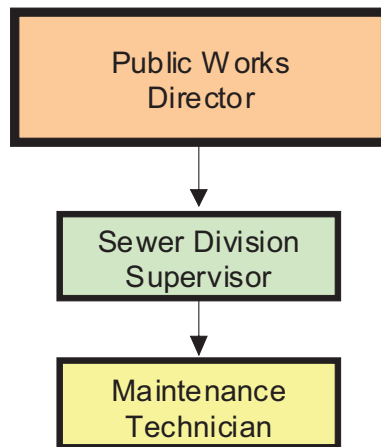 Public Works
Director
Sewer Division
Supervisor
Maintenance
Technician